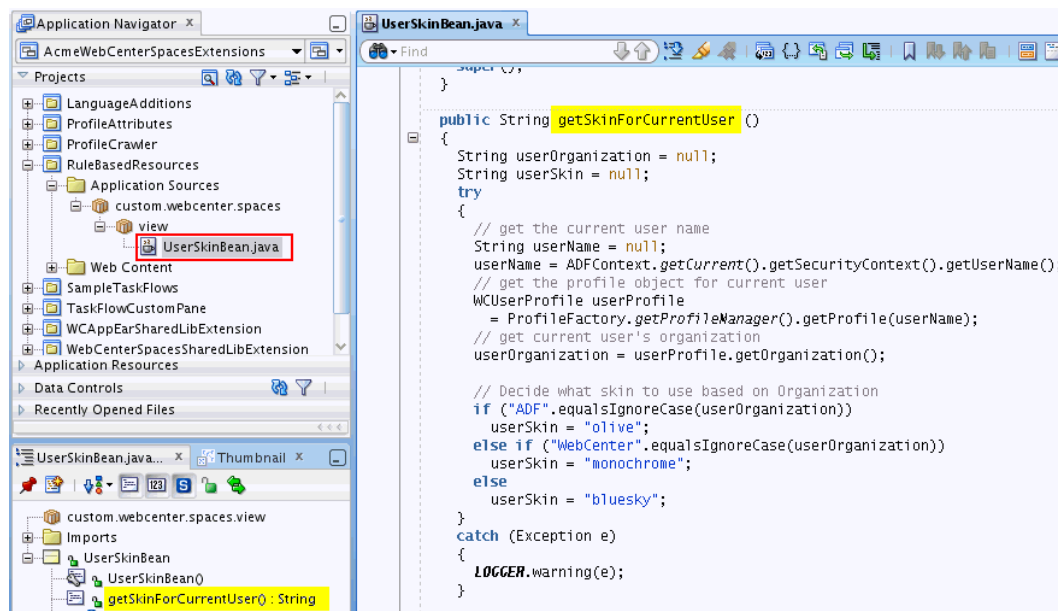 Application Navigator x
AcmeWebCenterSpacesExtensions
Projects
LanguageAdditions
ProfileAttributes
ProfileCrawler
RuleBasedResources
Application Sources
custom.webcenter.spaces
view
UserSkinBean.java
Web Content
SampleTaskFlows
TaskFlowCustomPane
WCAppEarSharedLibExtension
WebCenterSpacesSharedLibExtension
Application Resources
Data Controls
Recently Opened Files
UserSkinBean.java... x Thumbnail x
123 S
custom.webcenter.spaces.view
Imports
UserSkinBean
UserSkinBean()
getSkinForCurrentUser() : String
UserSkinBean.java x
Find
super();
}
public String getSkinForCurrentUser ()
{
String userOrganization = null;
String userSkin = null;
try
{
// get the current user name
String userName = null;
userName = ADFContext.getCurrent().getSecurityContext().getUserName();
// get the profile object for current user
WCUserProfile userProfile
= ProfileFactory.getProfileManager().getProfile(userName);
// get current user's organization
userOrganization = userProfile.getOrganization();
// Decide what skin to use based on Organization
if ("ADF".equalsIgnoreCase(userOrganization))
userSkin = "olive";
else if ("WebCenter".equalsIgnoreCase(userOrganization))
userSkin = "monochrome";
else
userSkin = "bluesky";
}
catch (Exception e)
{
LOGGER.warning(e);
}